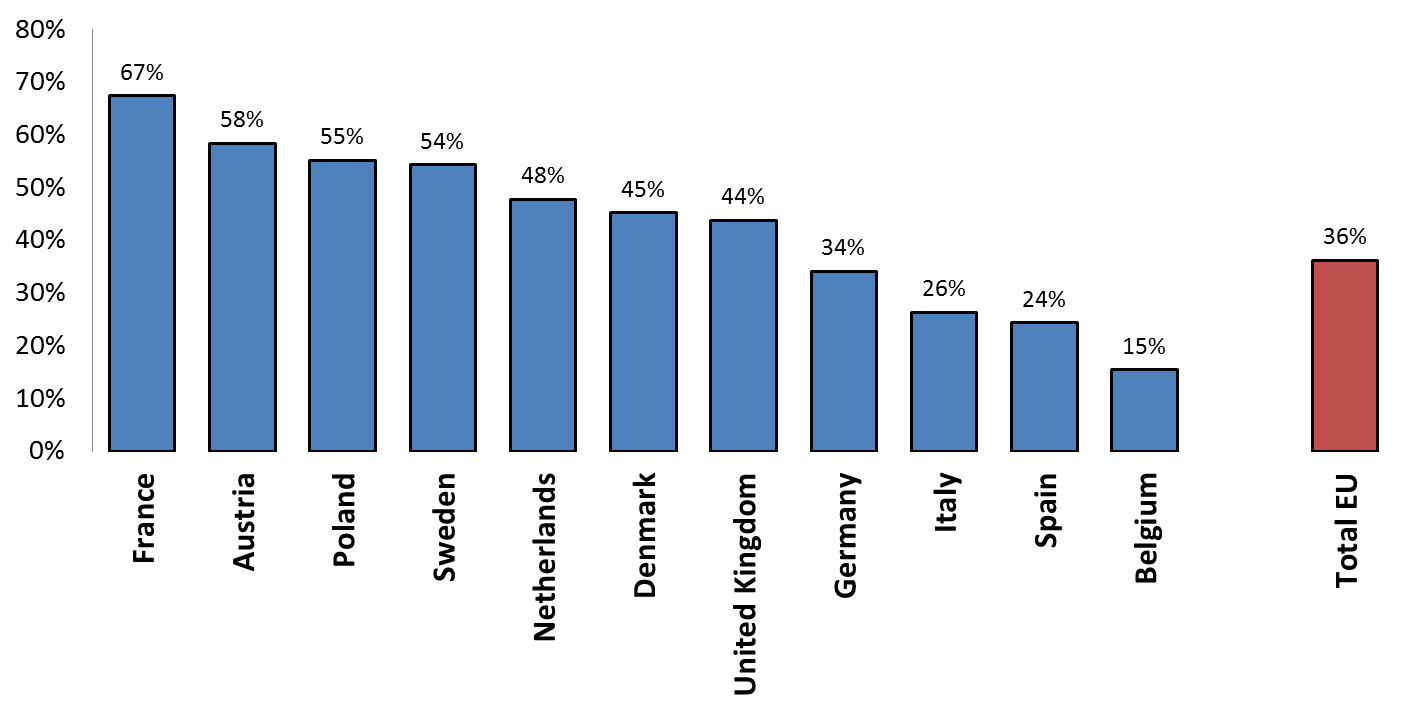 80%
70%
60%
50%
40%
30%
20%
10%
0%
67%
58%
55%
54%
48%
45%
44%
34%
26%
24%
15%
36%
France
Austria
Poland
Sweden
Netherlands
Denmark
United Kingdom
Germany
Italy
Spain
Belgium
Total EU